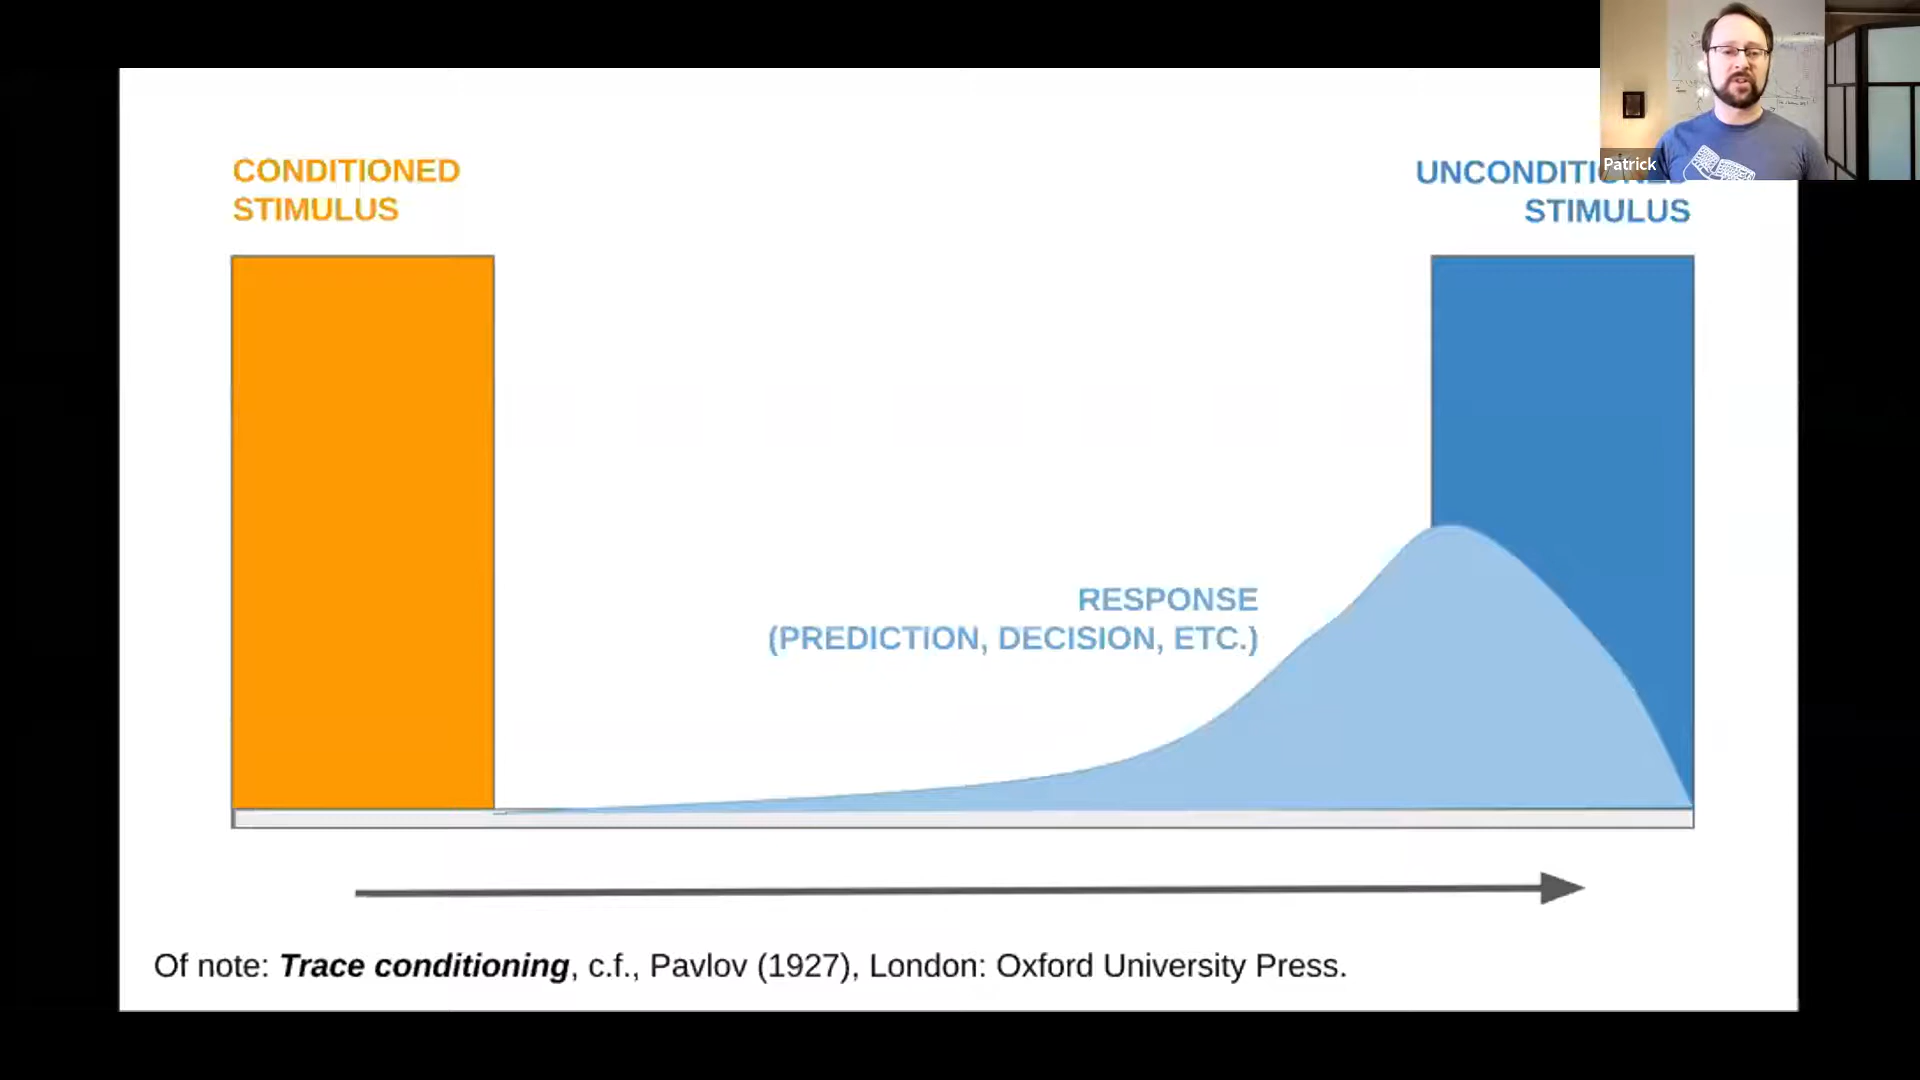 CONDITIONED
STIMULUS
STIMULUS
Patrick
RESPONSE
(PREDICTION, DECISION, ETC.)
Of note: Trace conditioning, c.f., Pavlov (1927), London: Oxford University Press.